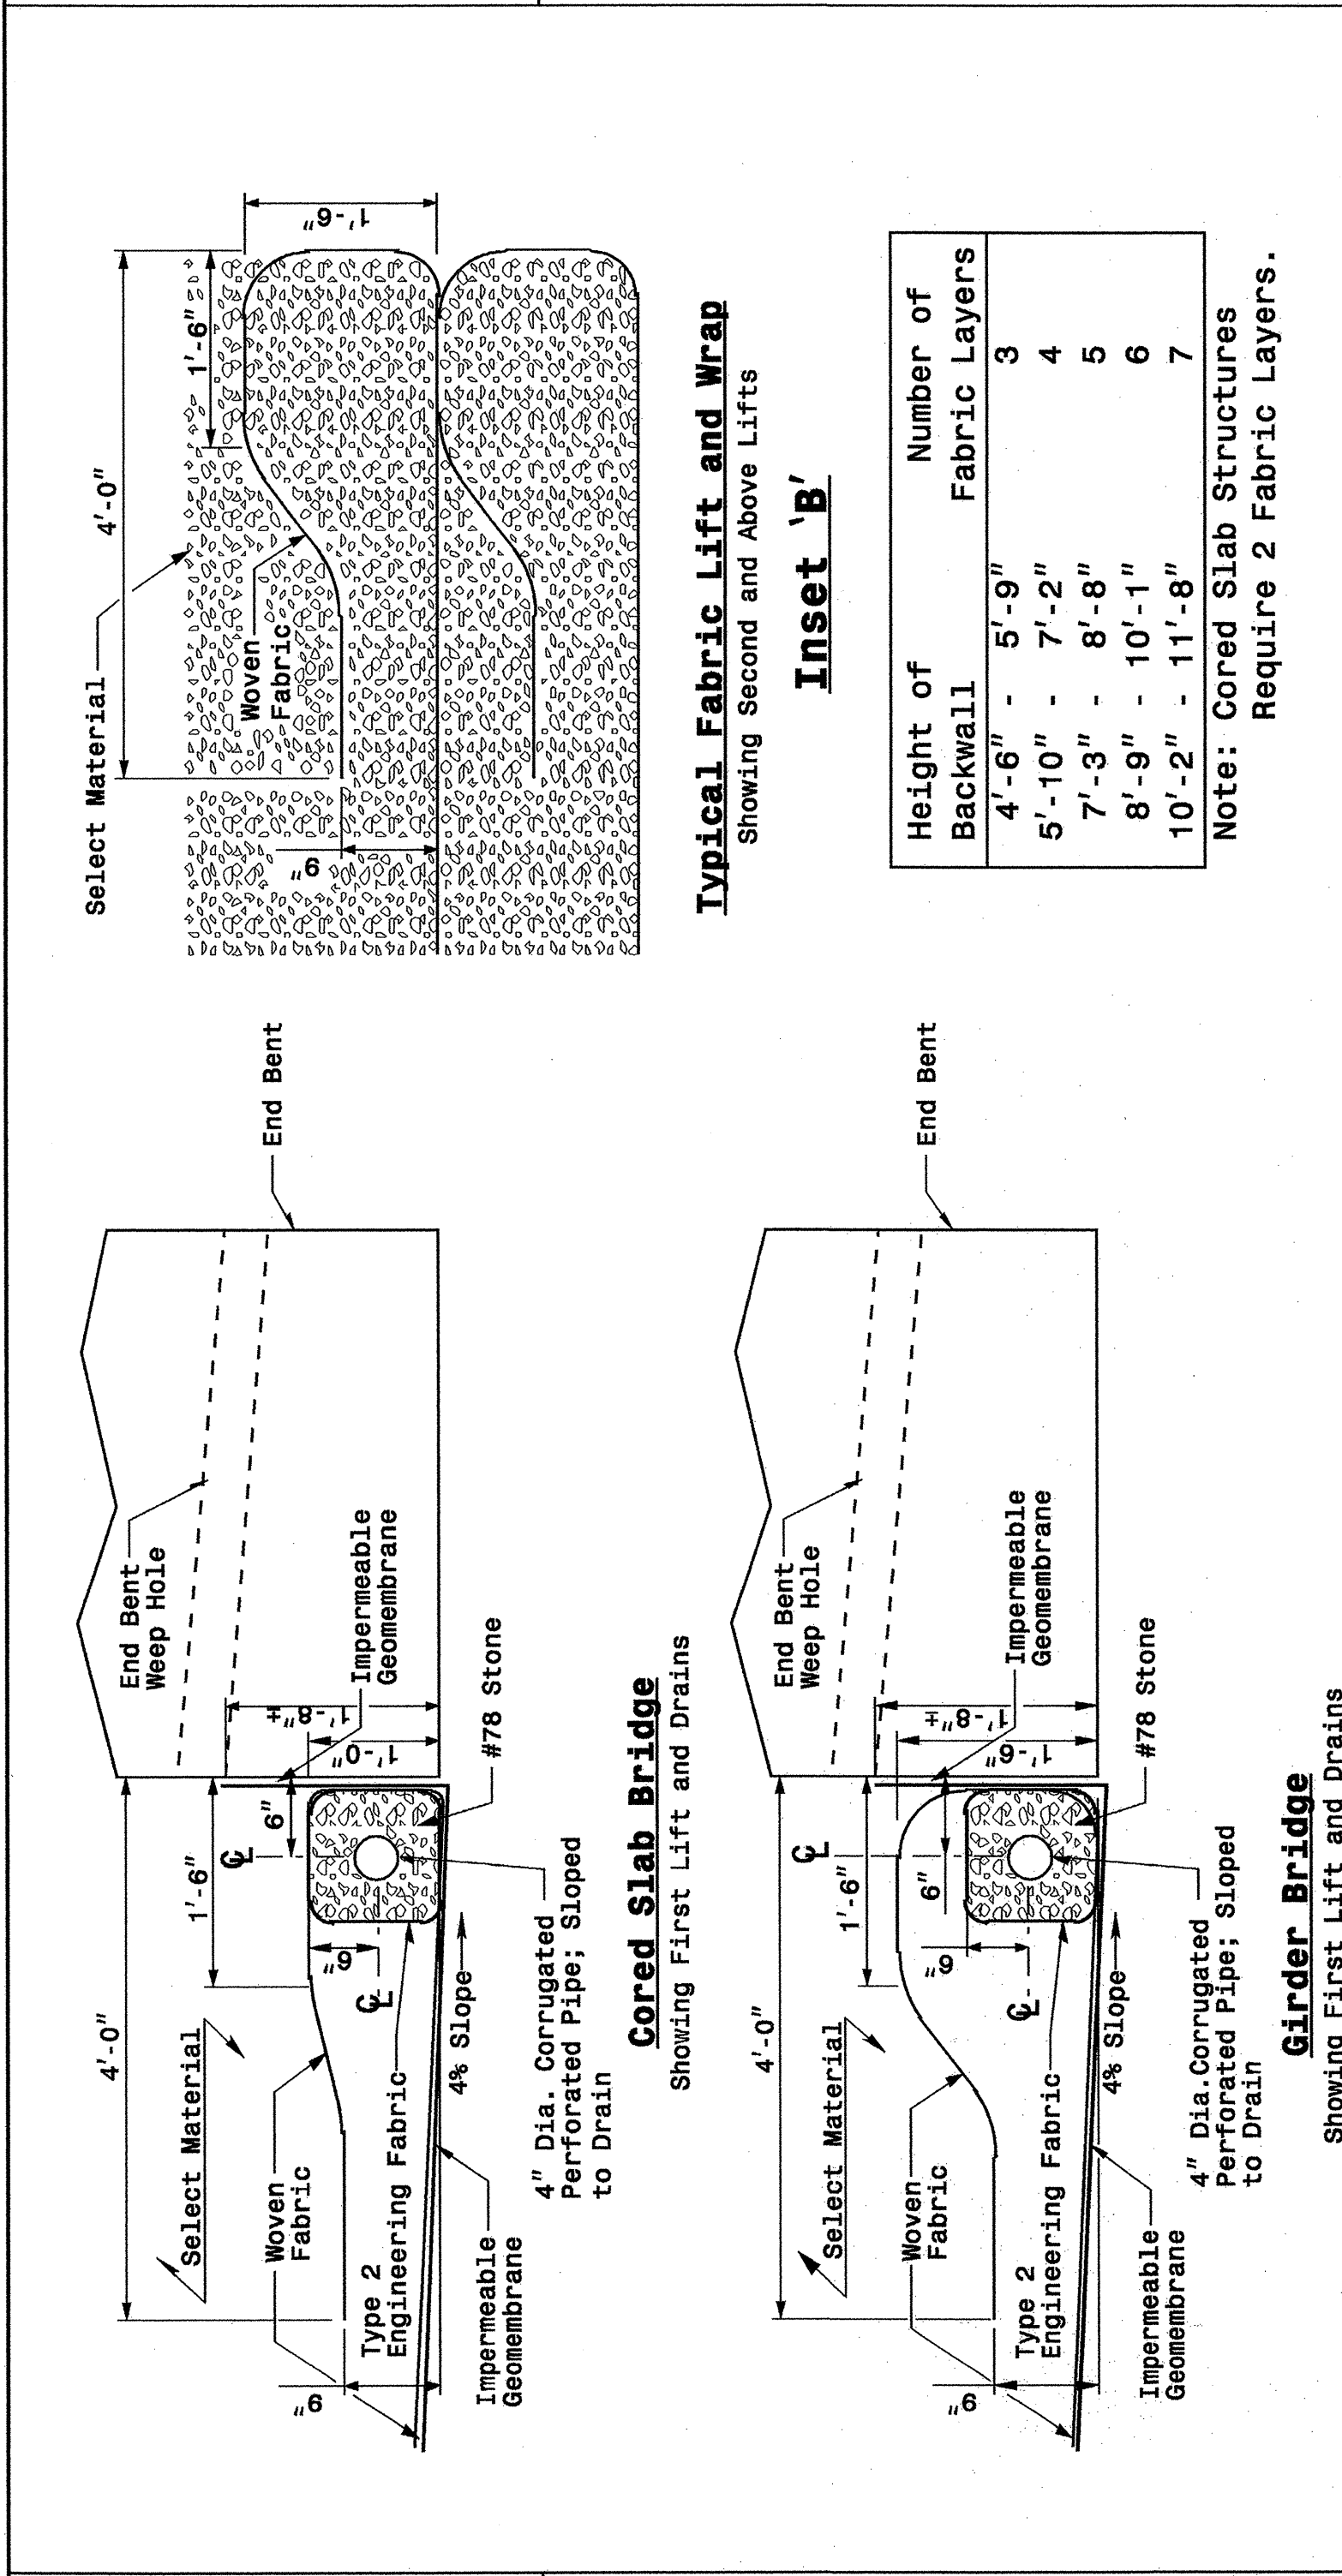 4'-0"
Select Material
1'-6"
℄
6"
End Bent
Weep Hole
End Bent
1'-8"±
1'-0"
Impermeable
Geomembrane
Woven
Fabric
6"
℄
9"
Type 2
Engineering Fabric
4% Slope
#78 Stone
Impermeable
Geomembrane
4" Dia. Corrugated
Perforated Pipe; Sloped
to Drain
Cored Slab Bridge
Showing First Lift and Drains
4'-0"
Select Material
1'-6"
℄
6"
End Bent
Weep Hole
End Bent
1'-8"±
1'-6"
Impermeable
Geomembrane
Woven
Fabric
6"
℄
9"
Type 2
Engineering Fabric
4% Slope
#78 Stone
Impermeable
Geomembrane
4" Dia. Corrugated
Perforated Pipe; Sloped
to Drain
Girder Bridge
Showing First Lift and Drains
Select Material
4'-0"
1'-6"
1'-6"
Woven
Fabric
9"
Typical Fabric Lift and Wrap
Showing Second and Above Lifts
Inset 'B'
Height of Number of
Backwall Fabric Layers
4'-6" - 5'-9" 3
5'-10" - 7'-2" 4
7'-3" - 8'-8" 5
8'-9" - 10'-1" 6
10'-2" - 11'-8" 7
Note: Cored Slab Structures
Require 2 Fabric Layers.